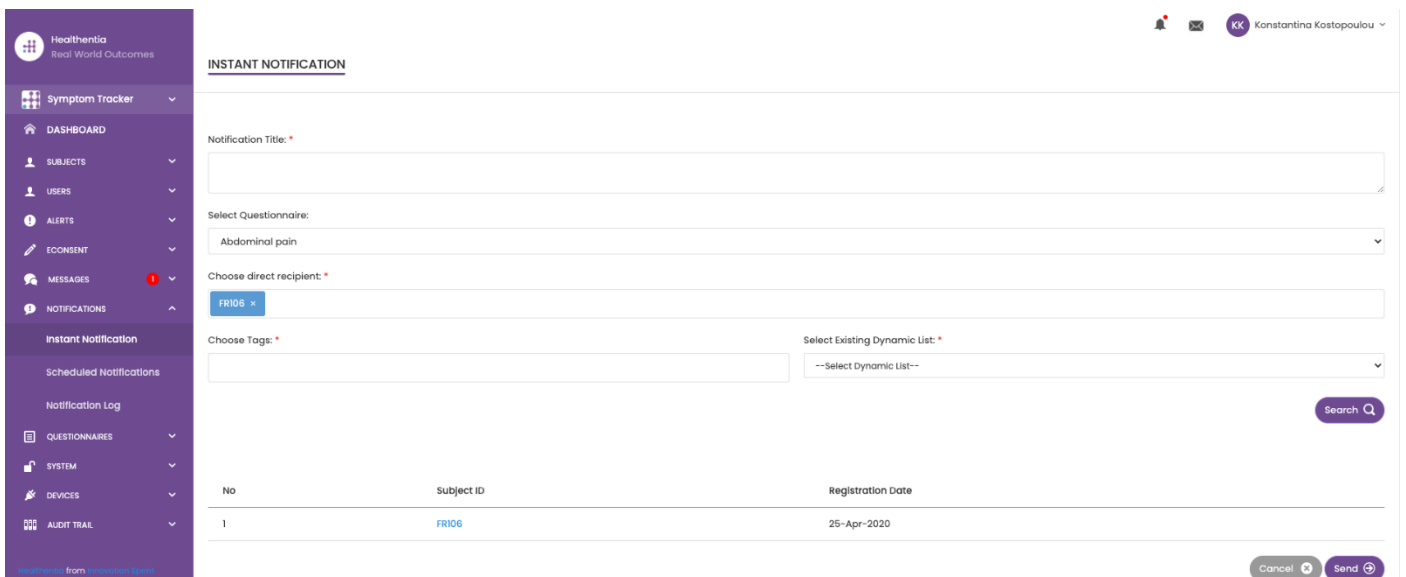 Healthentia
Real World Outcomes
KK Konstantina Kostopoulou
INSTANT NOTIFICATION
Symptom Tracker
DASHBOARD
SUBJECTS
USERS
ALERTS
ECONSENT
MESSAGES 1
NOTIFICATIONS
Instant Notification
Scheduled Notifications
Notification Log
QUESTIONNAIRES
SYSTEM
DEVICES
AUDIT TRAIL
Healthentia from Innovation Sprint
Notification Title: *
Select Questionnaire:
Abdominal pain
Choose direct recipient: *
FR106 ×
Choose Tags: * Select Existing Dynamic List: *
--Select Dynamic List--
Search
No Subject ID Registration Date
1 FR106 25-Apr-2020
Cancel Send